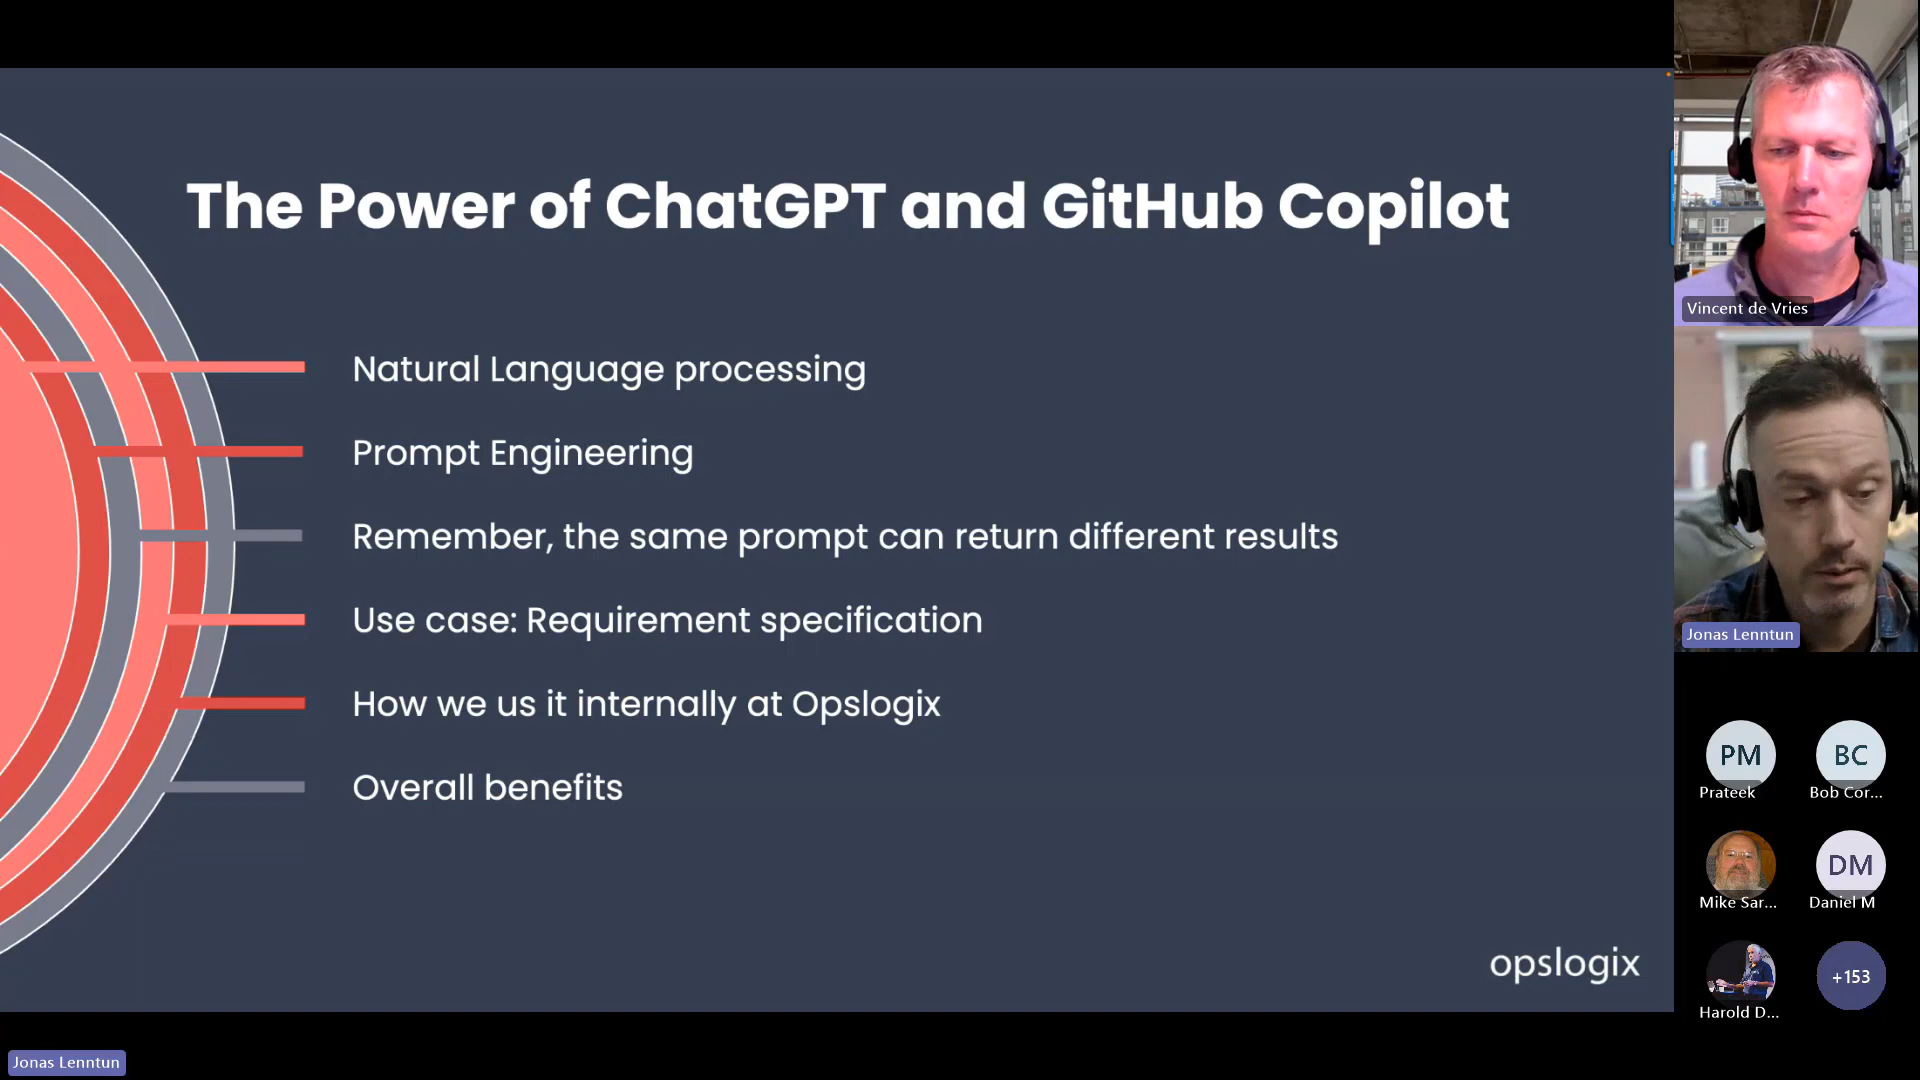 The Power of ChatGPT and GitHub Copilot
Natural Language processing
Prompt Engineering
Remember, the same prompt can return different results
Use case: Requirement specification
How we us it internally at Opslogix
Overall benefits
opslogix
Jonas Lenntun
Vincent de Vries
Jonas Lenntun
PM
BC
Prateek
Bob Cor...
DM
Mike Sar...
Daniel M
+153
Harold D...